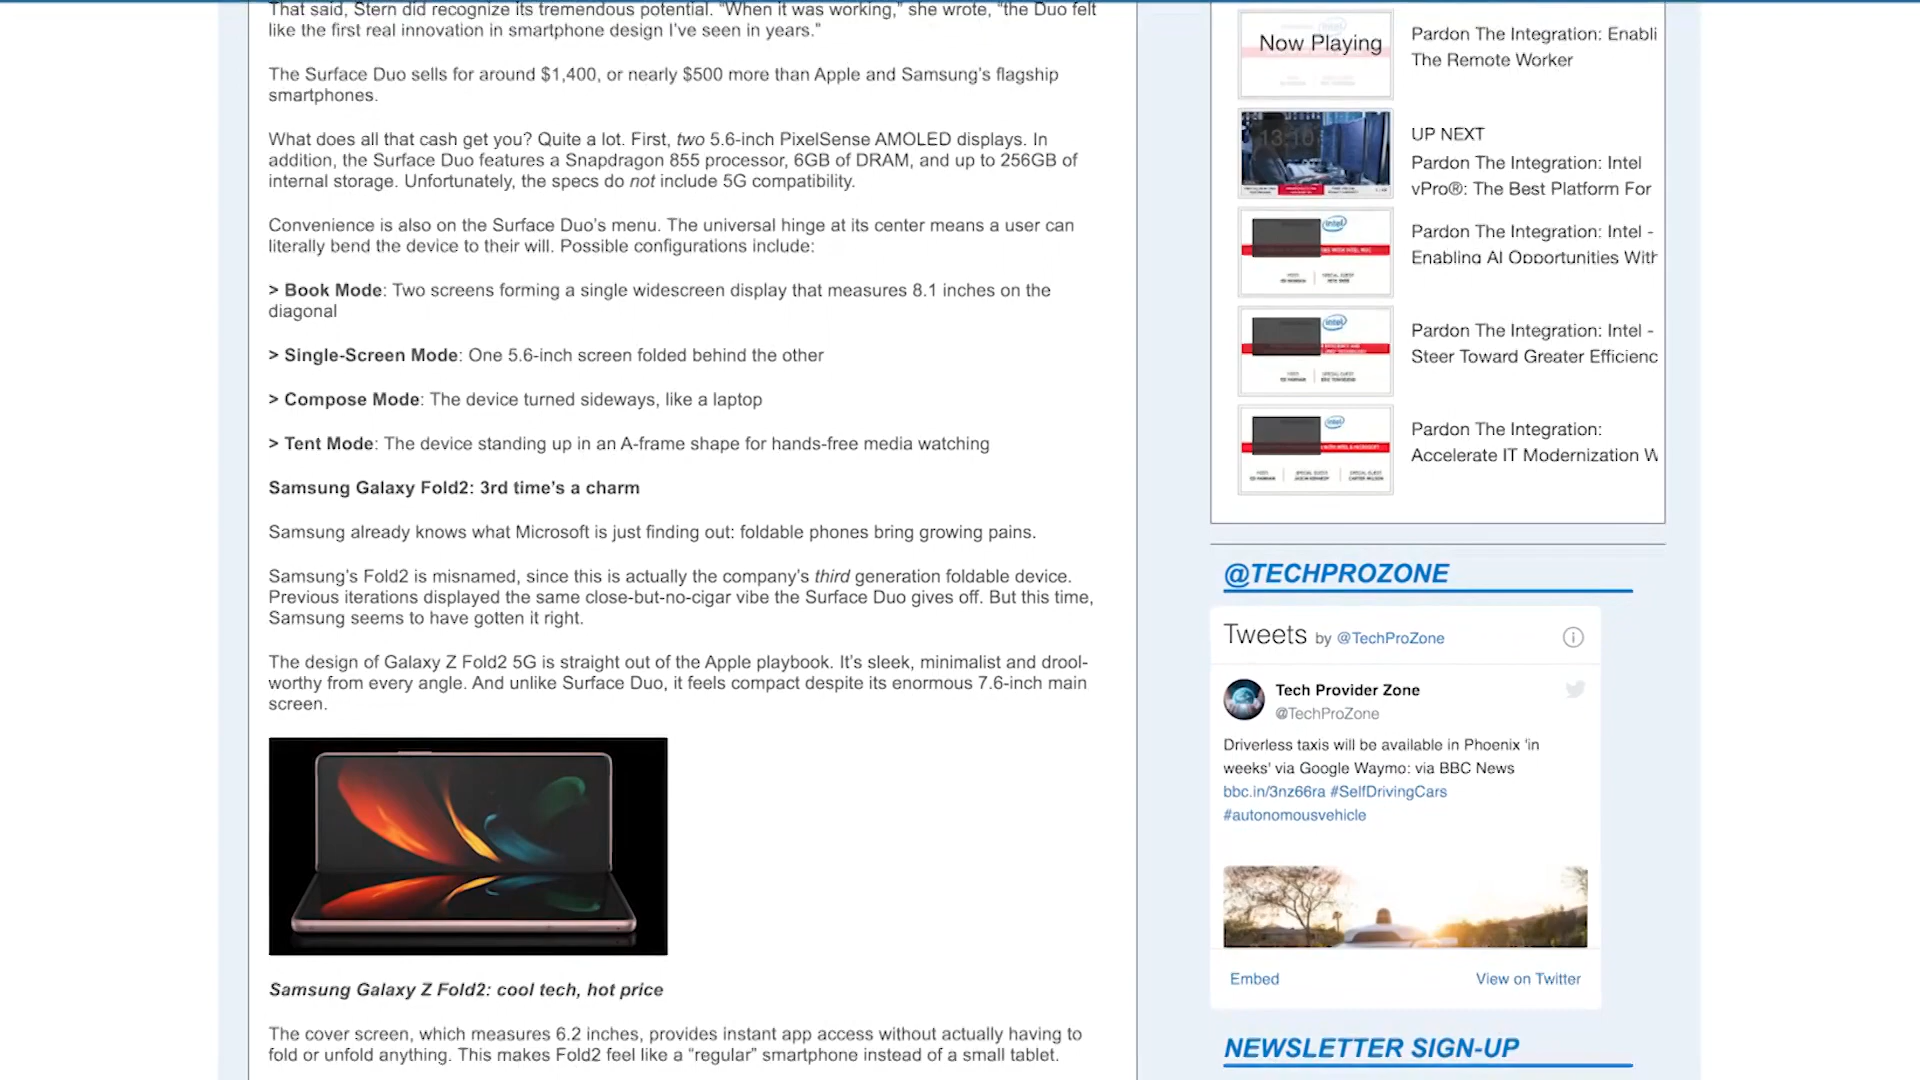 That said, Stern did recognize its tremendous potential. “When it was working,” she wrote, “the Duo felt
like the first real innovation in smartphone design I’ve seen in years.”
The Surface Duo sells for around $1,400, or nearly $500 more than Apple and Samsung’s flagship
smartphones.
What does all that cash get you? Quite a lot. First, two 5.6-inch PixelSense AMOLED displays. In
addition, the Surface Duo features a Snapdragon 855 processor, 6GB of DRAM, and up to 256GB of
internal storage. Unfortunately, the specs do not include 5G compatibility.
Convenience is also on the Surface Duo’s menu. The universal hinge at its center means a user can
literally bend the device to their will. Possible configurations include:
> Book Mode: Two screens forming a single widescreen display that measures 8.1 inches on the
diagonal
> Single-Screen Mode: One 5.6-inch screen folded behind the other
> Compose Mode: The device turned sideways, like a laptop
> Tent Mode: The device standing up in an A-frame shape for hands-free media watching
Samsung Galaxy Fold2: 3rd time’s a charm
Samsung already knows what Microsoft is just finding out: foldable phones bring growing pains.
Samsung’s Fold2 is misnamed, since this is actually the company’s third generation foldable device.
Previous iterations displayed the same close-but-no-cigar vibe the Surface Duo gives off. But this time,
Samsung seems to have gotten it right.
The design of Galaxy Z Fold2 5G is straight out of the Apple playbook. It’s sleek, minimalist and drool-
worthy from every angle. And unlike Surface Duo, it feels compact despite its enormous 7.6-inch main
screen.
Samsung Galaxy Z Fold2: cool tech, hot price
The cover screen, which measures 6.2 inches, provides instant app access without actually having to
fold or unfold anything. This makes Fold2 feel like a “regular” smartphone instead of a small tablet.
Now Playing
Pardon The Integration: Enabli
The Remote Worker
13:10
UP NEXT
Pardon The Integration: Intel
vPro®: The Best Platform For
intel
Pardon The Integration: Intel -
Enabling AI Opportunities With
intel
Pardon The Integration: Intel -
Steer Toward Greater Efficienc
intel
Pardon The Integration:
Accelerate IT Modernization W
@TECHPROZONE
Tweets by @TechProZone
Tech Provider Zone
@TechProZone
Driverless taxis will be available in Phoenix ‘in
weeks’ via Google Waymo: via BBC News
bbc.in/3nz66ra #SelfDrivingCars
#autonomousvehicle
Embed
View on Twitter
NEWSLETTER SIGN-UP